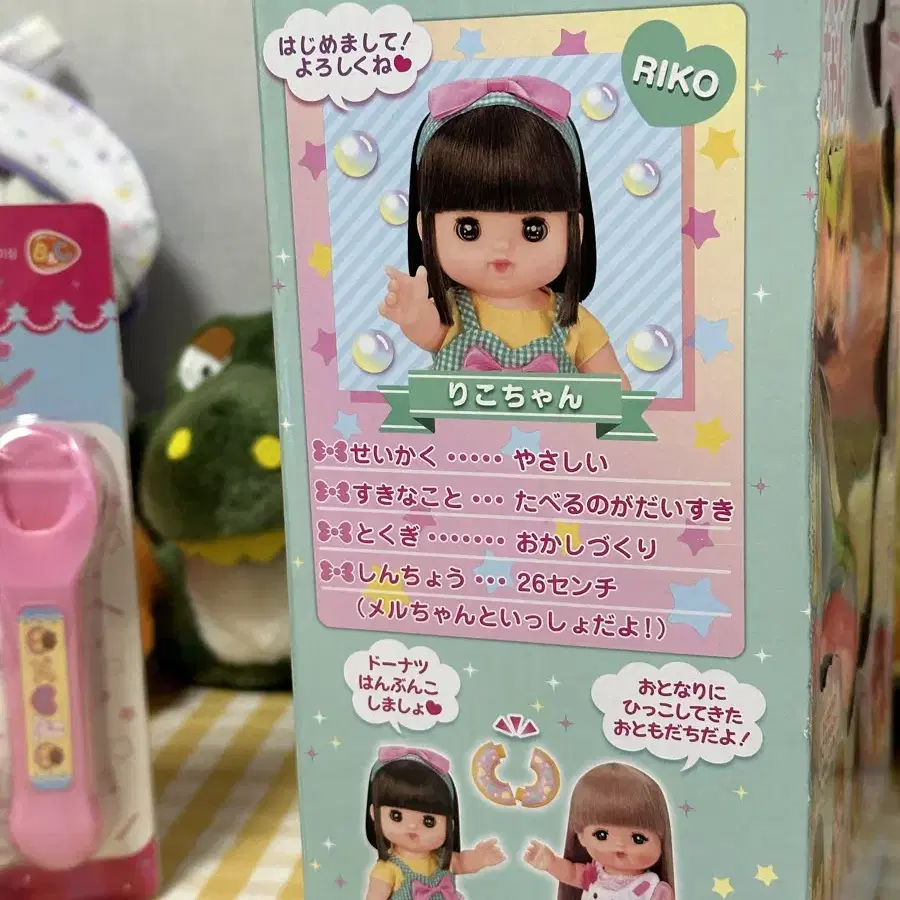 はじめまして!
よろしくね♥
RIKO
りこちゃん
せいかく ‥‥‥ やさしい
すきなこと … たべるのがだいすき
とくぎ ‥‥‥‥ おかしづくり
しんちょう … 26センチ
(メルちゃんといっしょだよ!)
ドーナツ
はんぶんこ
しましょ♥
おとなりに
ひっこしてきた
おともだちだよ!